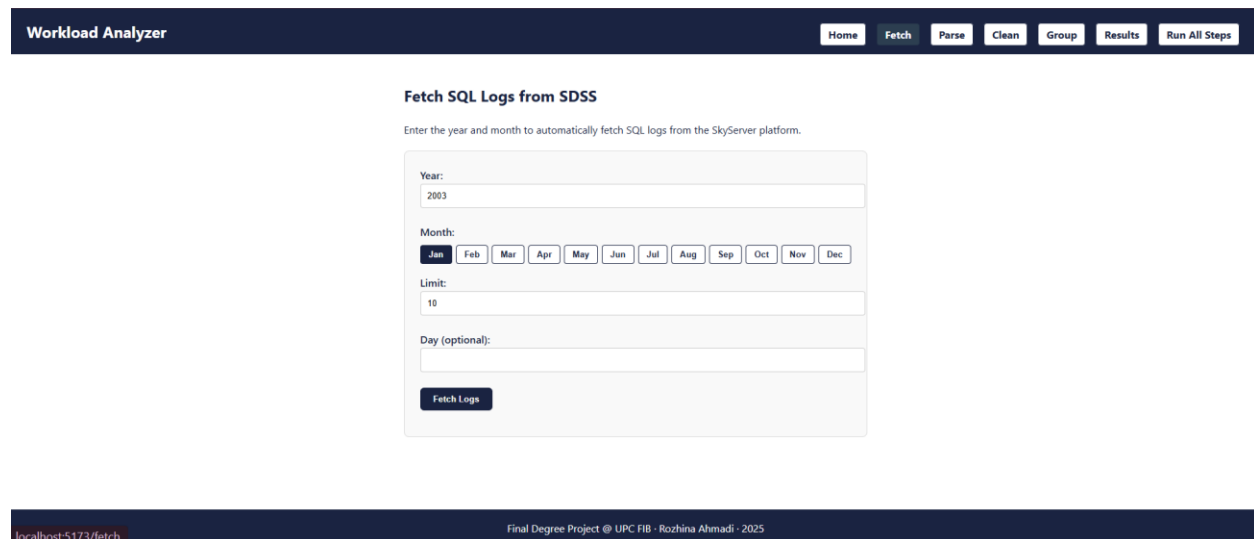 Workload Analyzer Home Fetch Parse Clean Group Results Run All Steps
Fetch SQL Logs from SDSS
Enter the year and month to automatically fetch SQL logs from the SkyServer platform.
Year:
2003
Month:
Jan Feb Mar Apr May Jun Jul Aug Sep Oct Nov Dec
Limit:
10
Day (optional):
Fetch Logs
Final Degree Project @ UPC FIB · Rozhina Ahmadi · 2025
localhost:5173/fetch